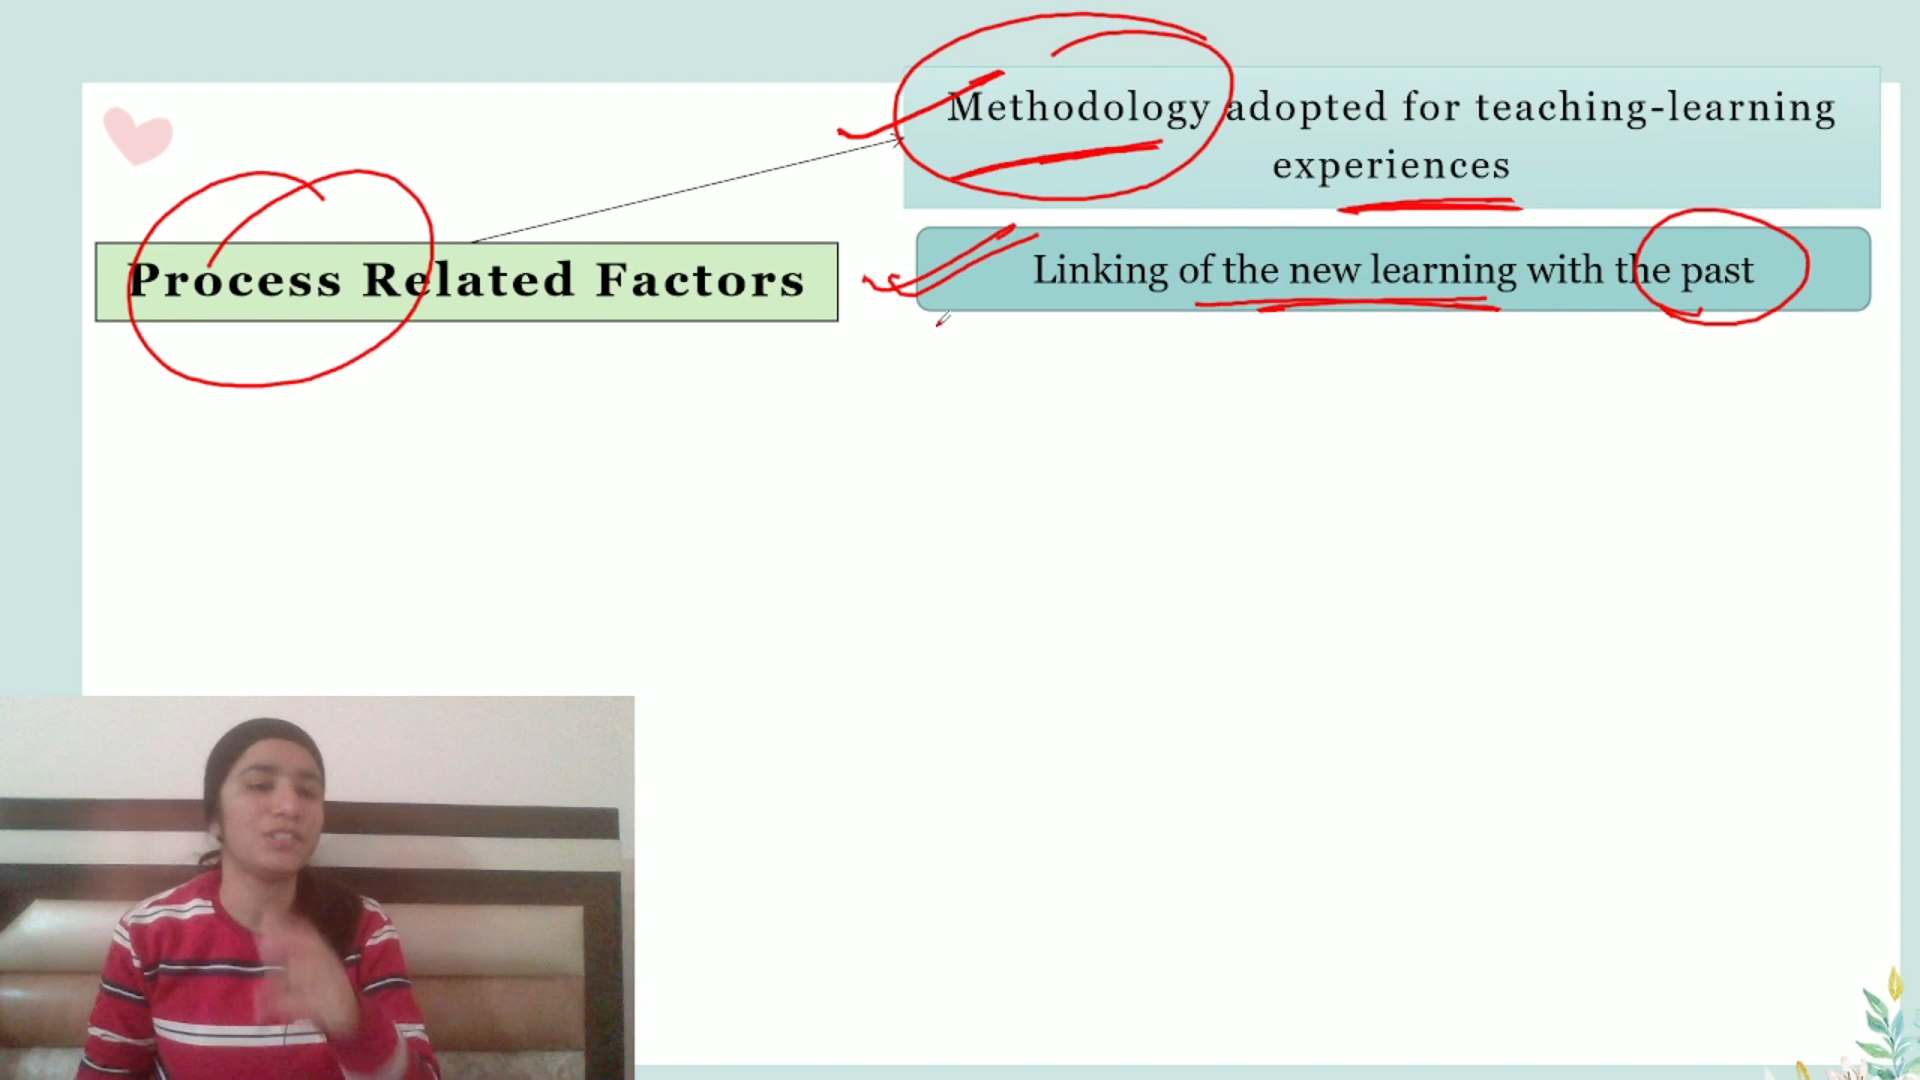 Methodology adopted for teaching-learning
experiences
Process Related Factors
Linking of the new learning with the past